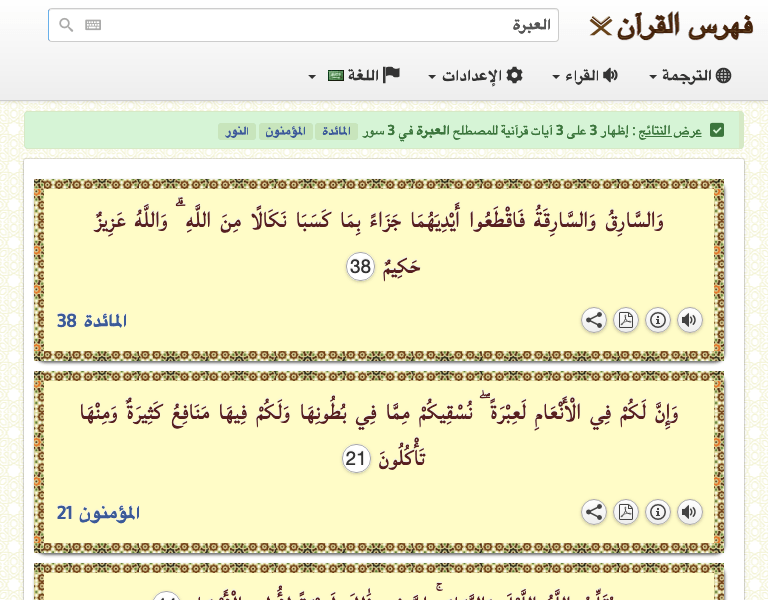 فهرس القرآن
العبرة
الترجمة القراء الإعدادات اللغة
عرض النتائج : إظهار 3 على 3 آيات قرآنية للمصطلح العبرة في 3 سور المائدة المؤمنون النور
وَالسَّارِقُ وَالسَّارِقَةُ فَاقْطَعُوا أَيْدِيَهُمَا جَزَاءً بِمَا كَسَبَا نَكَالًا مِنَ اللَّهِ ۗ وَاللَّهُ عَزِيزٌ
حَكِيمٌ 38
المائدة 38
وَإِنَّ لَكُمْ فِي الْأَنْعَامِ لَعِبْرَةً ۖ نُسْقِيكُمْ مِمَّا فِي بُطُونِهَا وَلَكُمْ فِيهَا مَنَافِعُ كَثِيرَةٌ وَمِنْهَا
تَأْكُلُونَ 21
المؤمنون 21